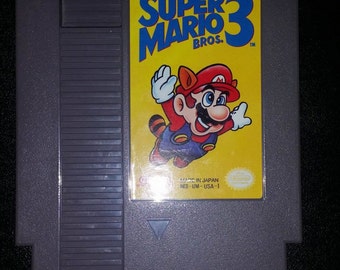 SUPER
MARIO 3
BROS.
MADE IN JAPAN
NES-UM-USA-1